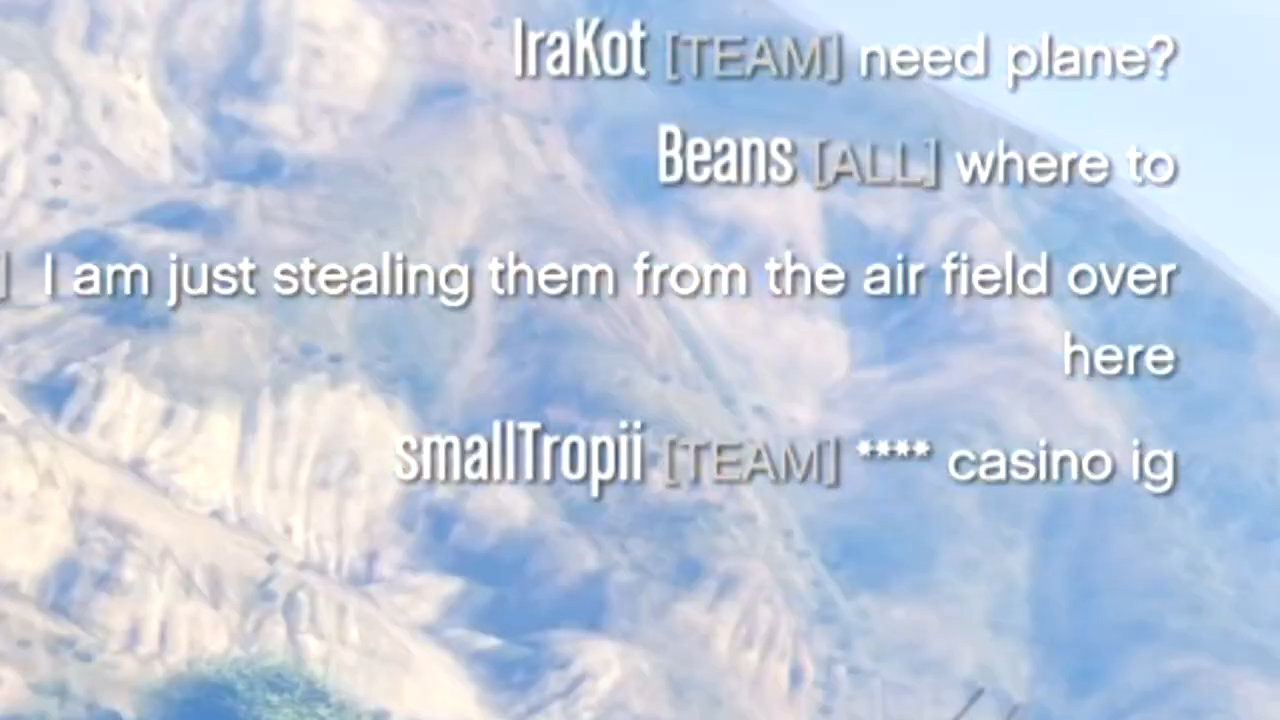 IraKot [TEAM] need plane?
Beans [ALL] where to
] I am just stealing them from the air field over
here
smallTropii [TEAM] **** casino ig